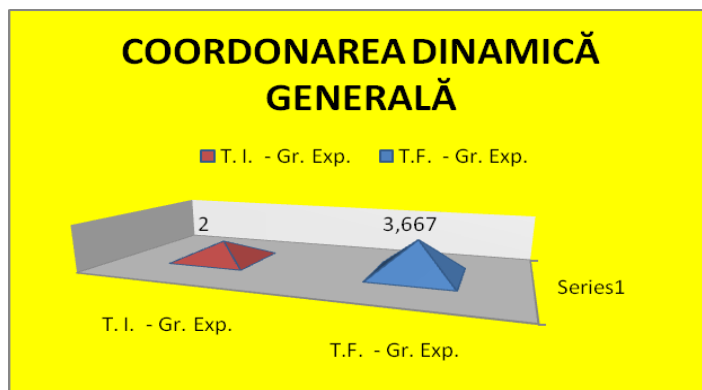 COORDONAREA DINAMICĂ
GENERALĂ
T. I.  - Gr. Exp.
T.F.  - Gr. Exp.
2
3,667
Series1
T. I.  - Gr. Exp.
T.F.  - Gr. Exp.